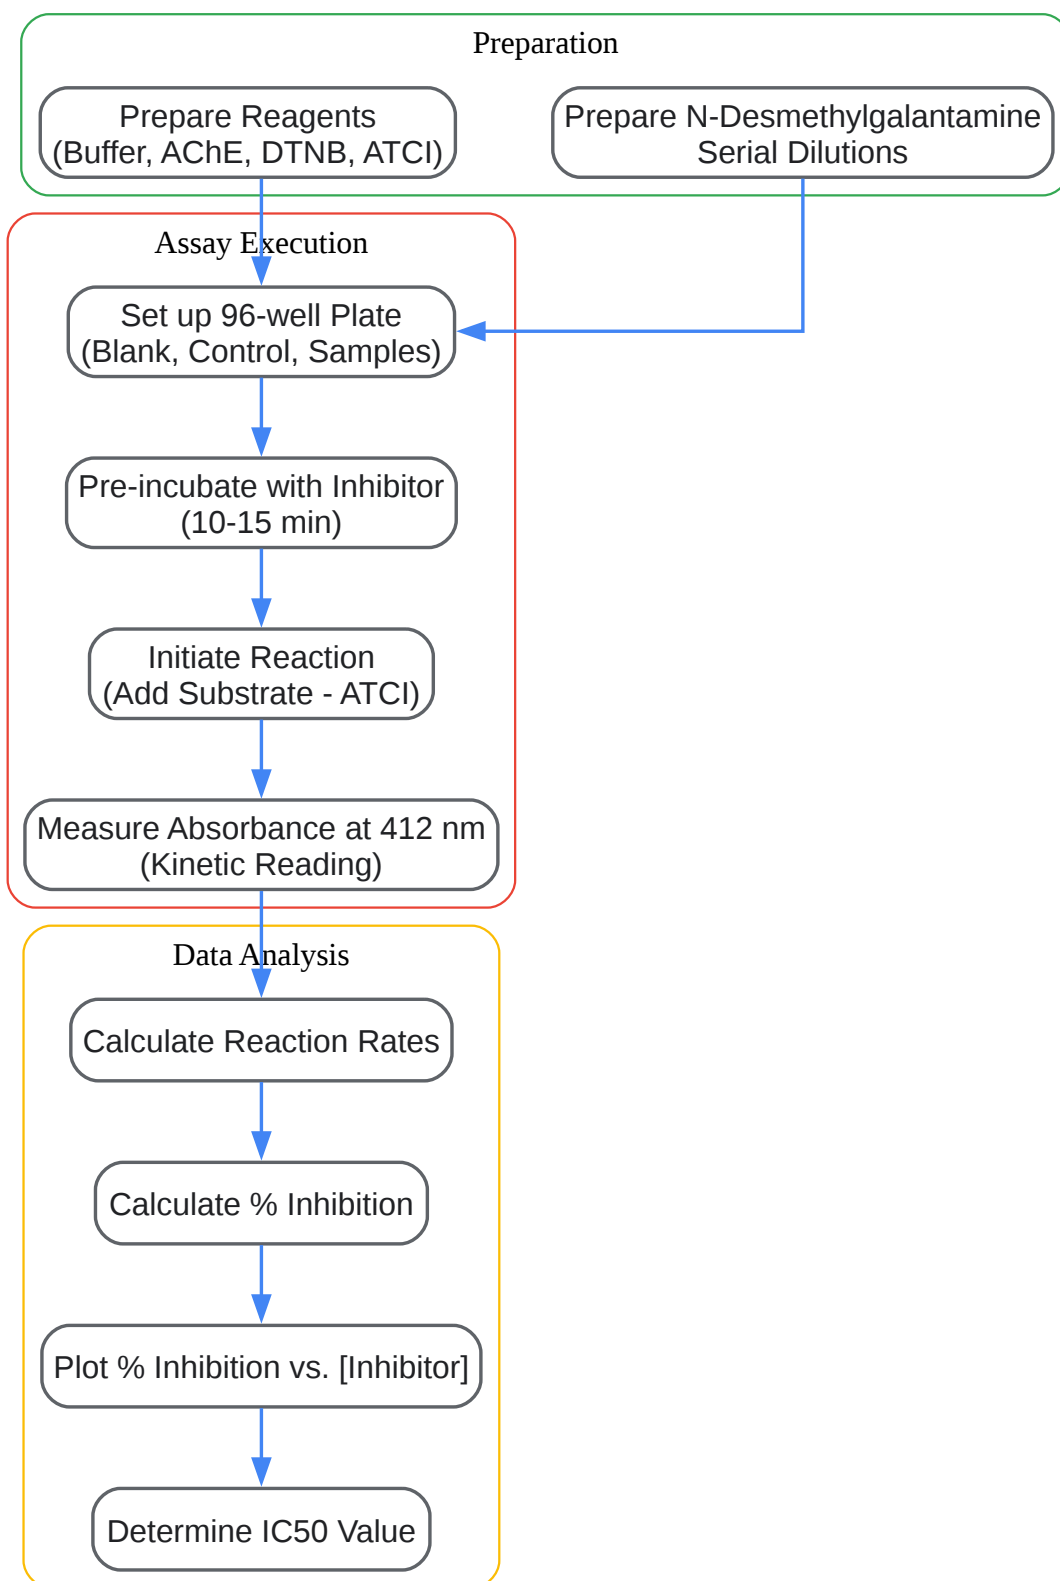 Preparation
Prepare Reagents
(Buffer, AChE, DTNB, ATCI)
Prepare N-Desmethylgalantamine
Serial Dilutions
Assay Execution
Set up 96-well Plate
(Blank, Control, Samples)
Pre-incubate with Inhibitor
(10-15 min)
Initiate Reaction
(Add Substrate - ATCI)
Measure Absorbance at 412 nm
(Kinetic Reading)
Data Analysis
Calculate Reaction Rates
Calculate % Inhibition
Plot % Inhibition vs. [Inhibitor]
Determine IC50 Value